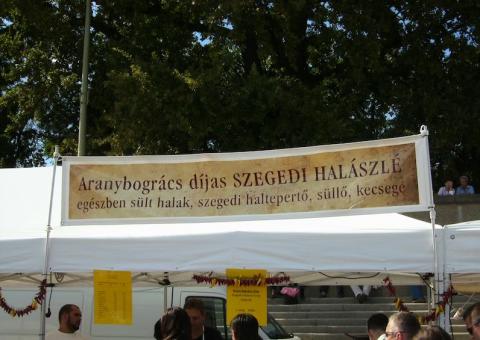 Aranybogrács díjas SZEGEDI HALÁSZLÉ
egészben sült halak, szegedi haltepertő, süllő, kecsege